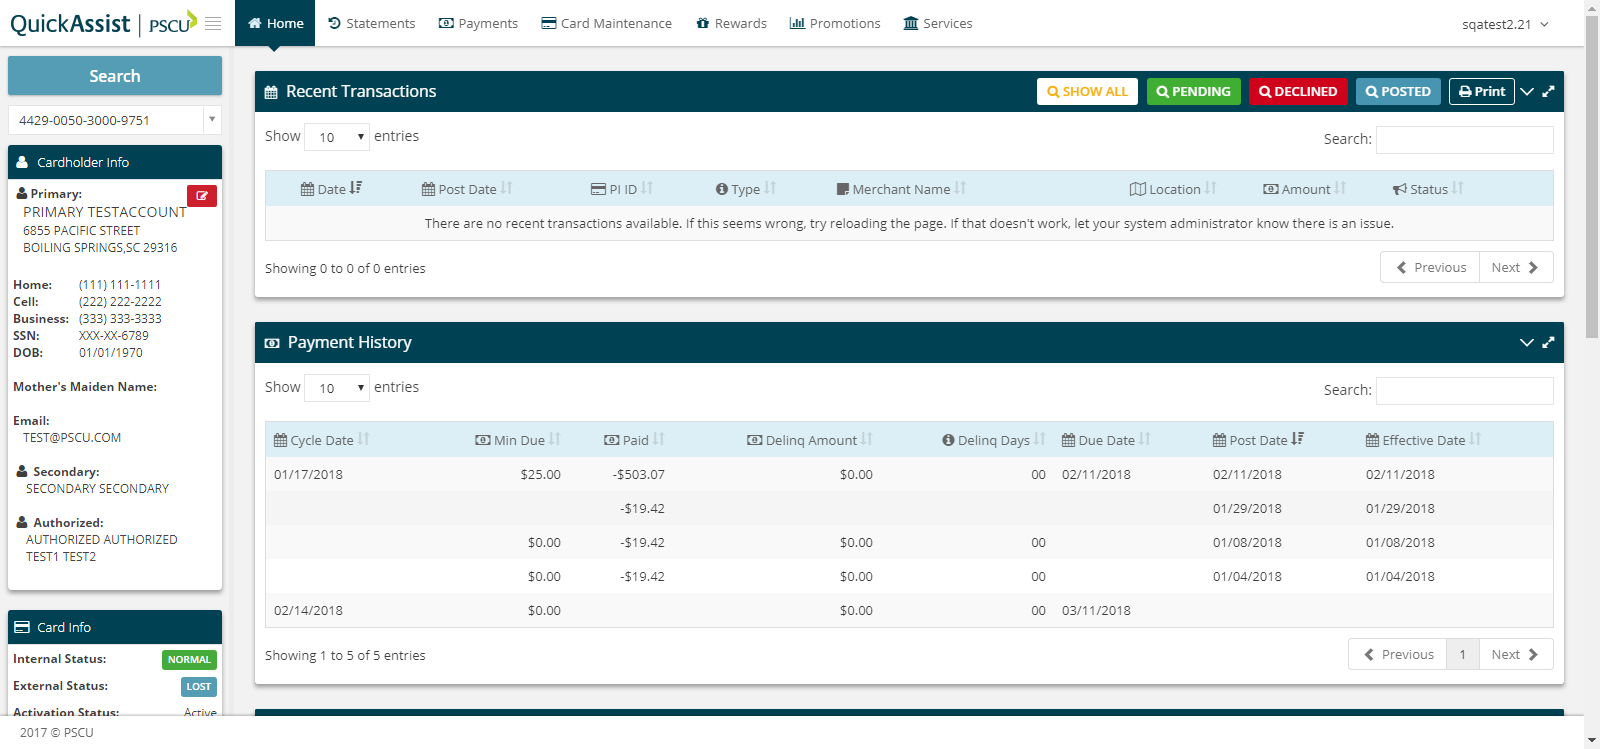 QuickAssist | PSCU
Home Statements Payments Card Maintenance Rewards Promotions Services
sqatest2.21
Search
4429-0050-3000-9751
Cardholder Info
Primary:
PRIMARY TESTACCOUNT
6855 PACIFIC STREET
BOILING SPRINGS,SC 29316
Home: (111) 111-1111
Cell: (222) 222-2222
Business: (333) 333-3333
SSN: XXX-XX-6789
DOB: 01/01/1970
Mother's Maiden Name:
Email:
TEST@PSCU.COM
Secondary:
SECONDARY SECONDARY
Authorized:
AUTHORIZED AUTHORIZED
TEST1 TEST2
Card Info
Internal Status: NORMAL
External Status: LOST
Activation Status: Active
Recent Transactions
SHOW ALL PENDING DECLINED POSTED Print
Show 10 entries
Search:
Date Post Date PI ID Type Merchant Name Location Amount Status
There are no recent transactions available. If this seems wrong, try reloading the page. If that doesn't work, let your system administrator know there is an issue.
Showing 0 to 0 of 0 entries
Previous Next
Payment History
Show 10 entries
Search:
Cycle Date Min Due Paid Delinq Amount Delinq Days Due Date Post Date Effective Date
01/17/2018 $25.00 -$503.07 $0.00 00 02/11/2018 02/11/2018 02/11/2018
-$19.42 01/29/2018 01/29/2018
$0.00 -$19.42 $0.00 00 01/08/2018 01/08/2018
$0.00 -$19.42 $0.00 00 01/04/2018 01/04/2018
02/14/2018 $0.00 $0.00 00 03/11/2018
Showing 1 to 5 of 5 entries
Previous 1 Next
2017 © PSCU